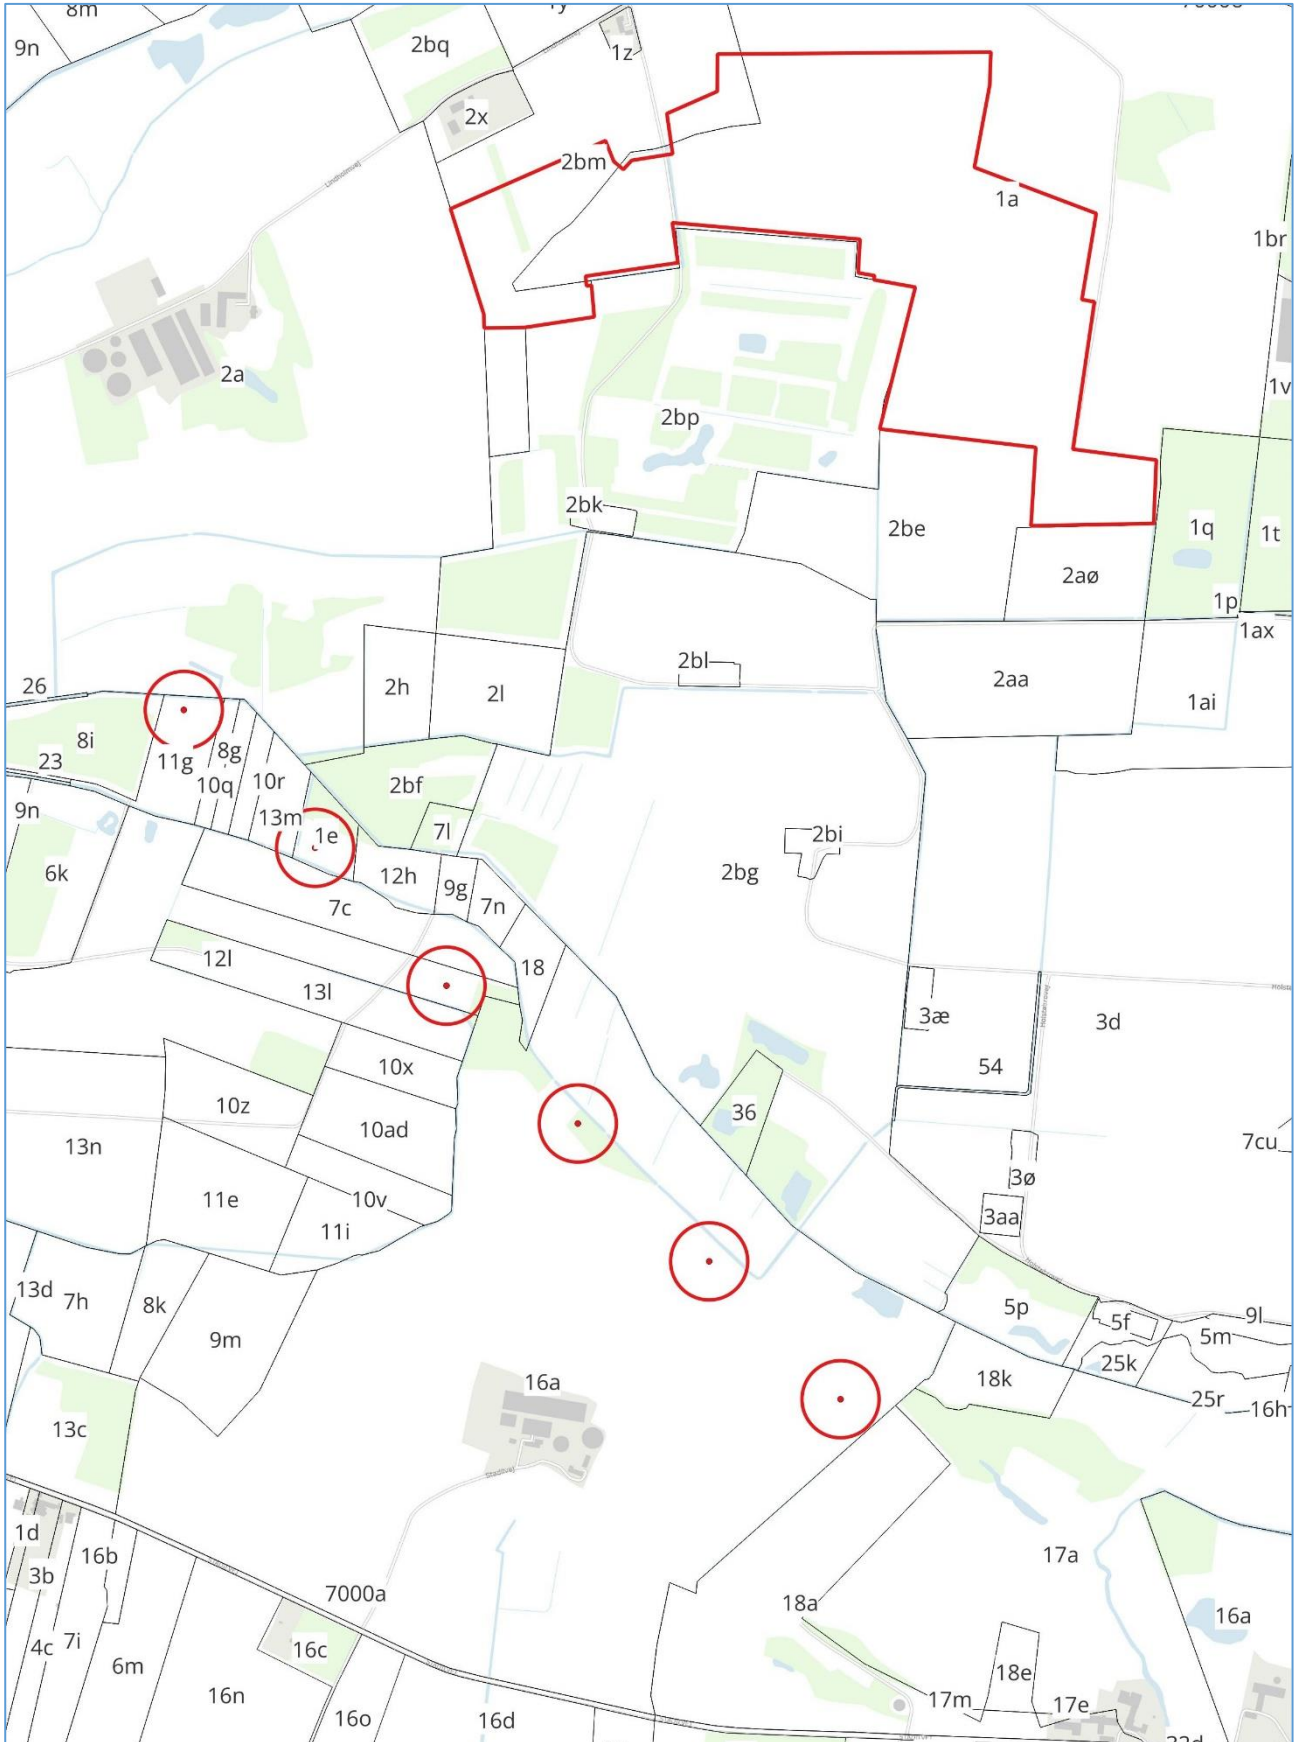 8m
9n
2bq
1z
2x
Lindholmvej
2bm
1a
1br
2a
2bp
1v
2bk
2be
1q
1t
2aø
1p
1ax
26
2h
2l
2bl
2aa
1ai
8i
23
11g
8g
10q
10r
2bf
9n
13m
1e
7l
2bi
6k
12h
9g
7n
2bg
7c
12l
13l
18
3æ
3d
54
10x
10z
10ad
36
13n
7cu
3ø
11e
10v
11i
3aa
13d
7h
8k
9m
5p
5f
9l
5m
25k
18k
25r
16h
16a
13c
1d
16b
3b
7000a
17a
18a
16a
4c
7i
16c
6m
16n
18e
17m
17e
16o
16d